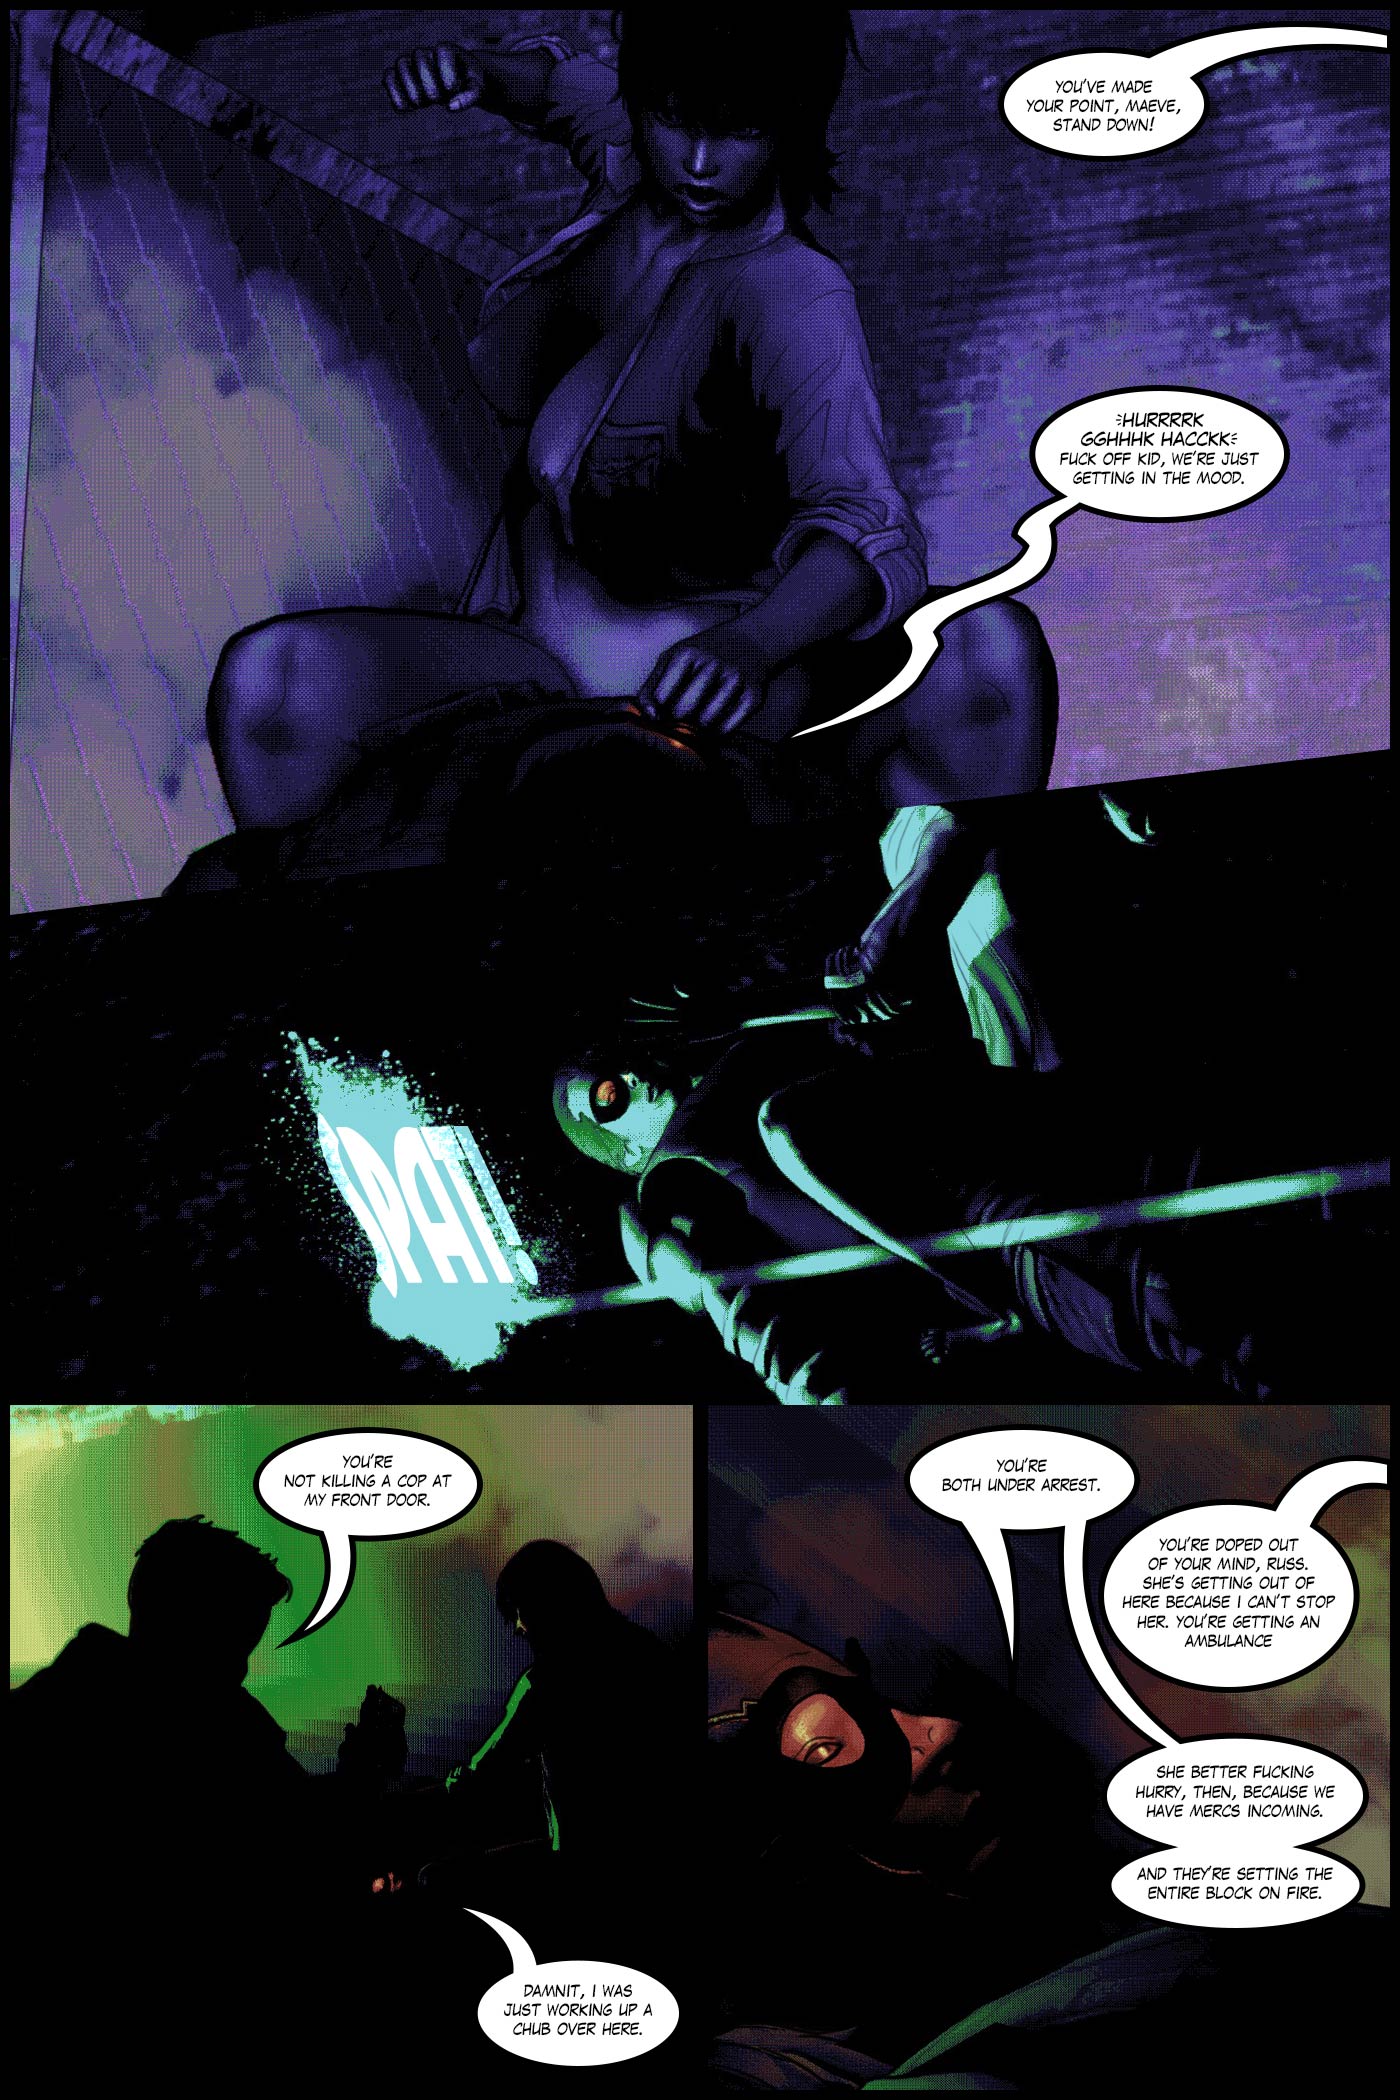 YOU'VE MADE
YOUR POINT, MAEVE,
STAND DOWN!
HURRRRK
GGHHHK HACCKK
FUCK OFF KID, WE'RE JUST
GETTING IN THE MOOD.
SPAT!
YOU'RE
NOT KILLING A COP AT
MY FRONT DOOR.
DAMNIT, I WAS
JUST WORKING UP A
CHUB OVER HERE.
YOU'RE
BOTH UNDER ARREST.
YOU'RE DOPED OUT
OF YOUR MIND, RUSS.
SHE'S GETTING OUT OF
HERE BECAUSE I CAN'T STOP
HER. YOU'RE GETTING AN
AMBULANCE
SHE BETTER FUCKING
HURRY, THEN, BECAUSE WE
HAVE MERCS INCOMING.
AND THEY'RE SETTING THE
ENTIRE BLOCK ON FIRE.